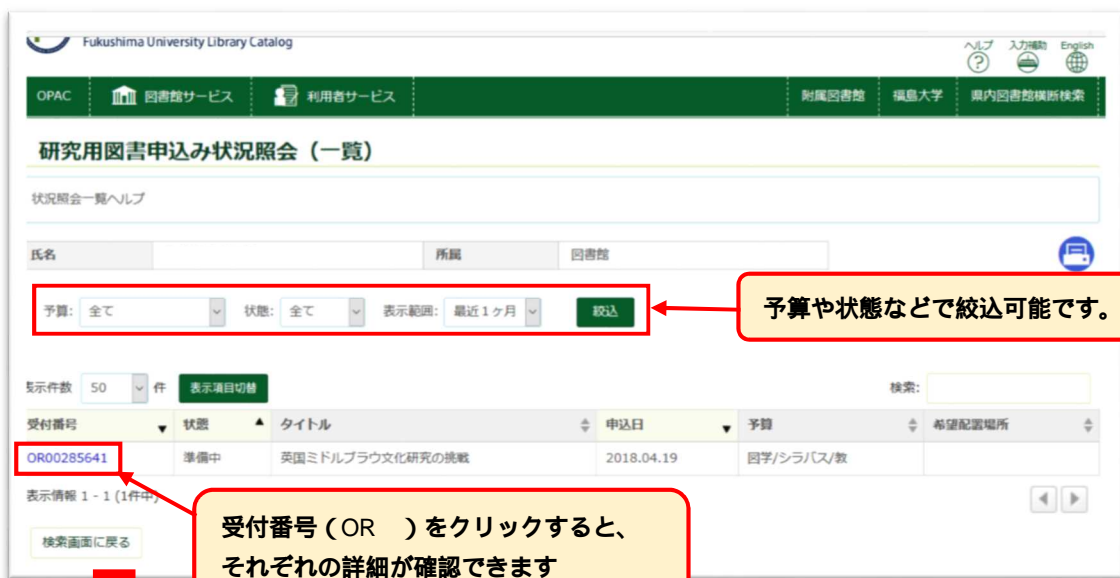 Fukushima University Library Catalog
ヘルプ 入力補助 English
OPAC 図書館サービス 利用者サービス 附属図書館 福島大学 県内図書館横断検索
研究用図書申込み状況照会（一覧）
状況照会一覧ヘルプ
氏名 所属 図書館
予算: 全て 状態: 全て 表示範囲: 最近1ヶ月 絞込
予算や状態などで絞込可能です。
表示件数 50 件 表示項目切替 検索:
受付番号 状態 タイトル 申込日 予算 希望配置場所
OR00285641 準備中 英国ミドルブラウ文化研究の挑戦 2018.04.19 図学/シラバス/教
表示情報 1 - 1 (1件中)
受付番号（OR　）をクリックすると、
それぞれの詳細が確認できます
検索画面に戻る